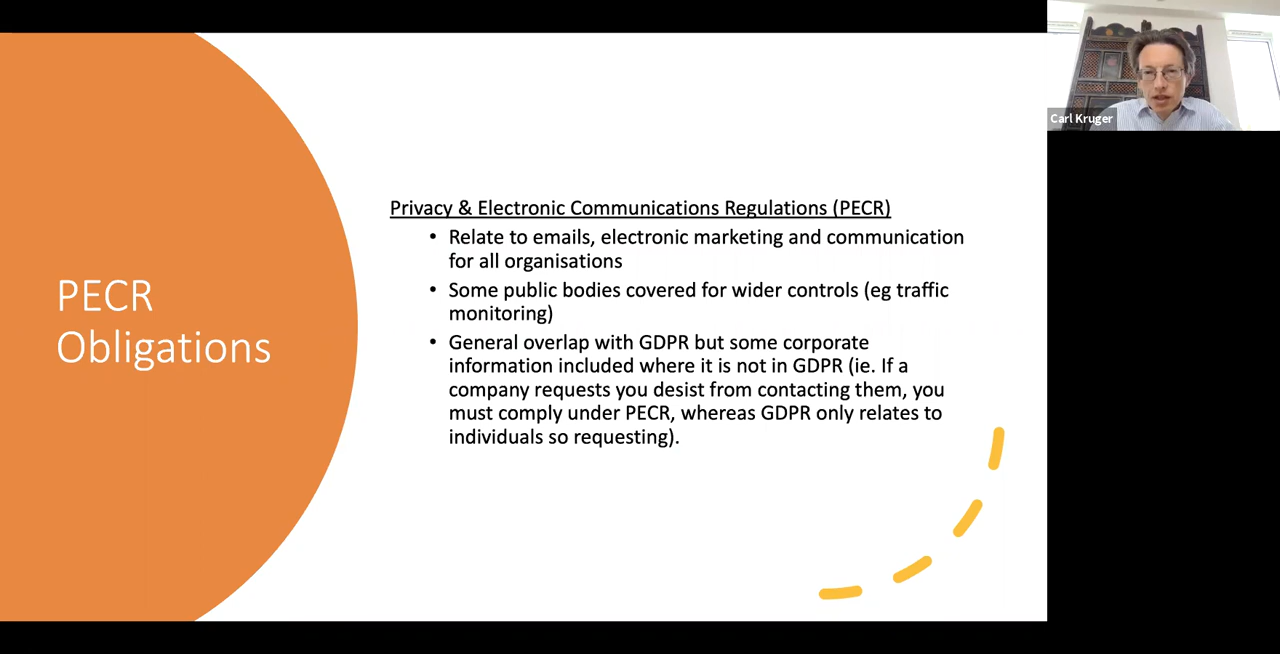 Carl Kruger
PECR
Obligations
Privacy & Electronic Communications Regulations (PECR)
• Relate to emails, electronic marketing and communication
for all organisations
• Some public bodies covered for wider controls (eg traffic
monitoring)
• General overlap with GDPR but some corporate
information included where it is not in GDPR (ie. If a
company requests you desist from contacting them, you
must comply under PECR, whereas GDPR only relates to
individuals so requesting).